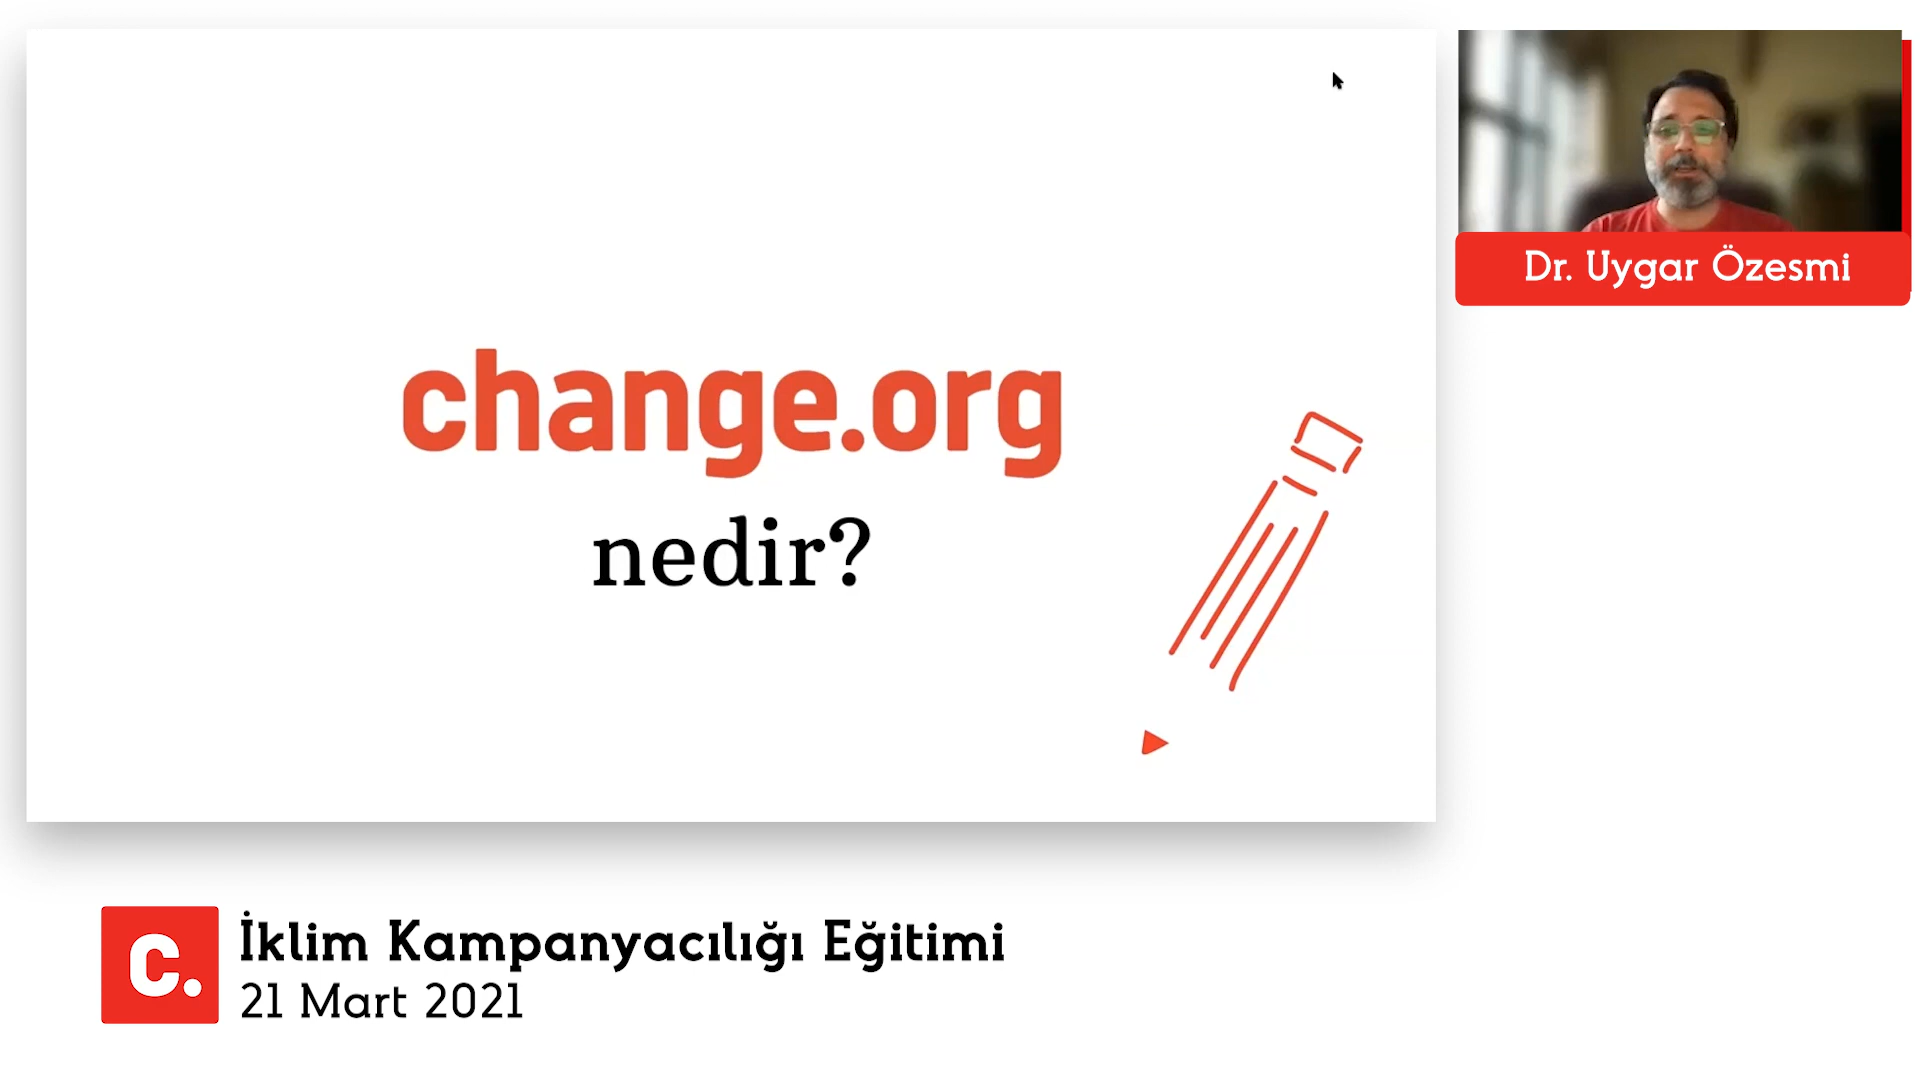 change.org
nedir?
Dr. Uygar Özesmi
c.
İklim Kampanyacılığı Eğitimi
21 Mart 2021